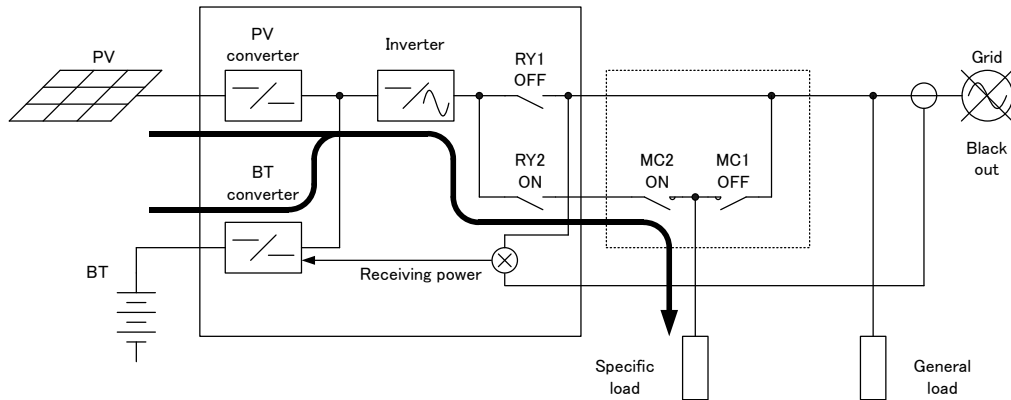 PV
PV
converter
Inverter
RY1
OFF
Grid
Black
out
BT
converter
RY2
ON
MC2
ON
MC1
OFF
BT
Receiving power
Specific
load
General
load